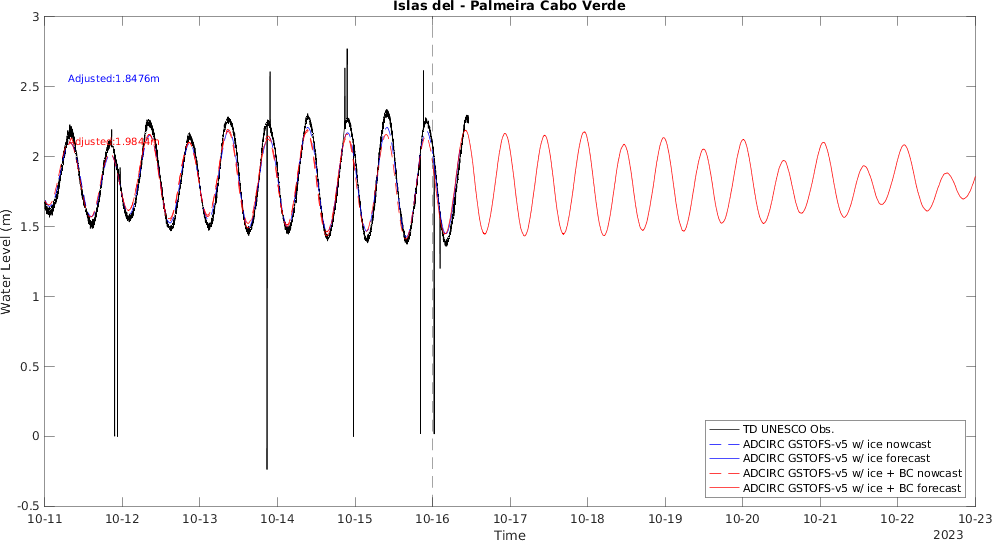 Islas del - Palmeira Cabo Verde
3
2.5
2
1.5
1
0.5
0
-0.5
Water Level (m)
Adjusted:1.8476m
Adjusted:1.9844m
TD UNESCO Obs.
ADCIRC GSTOFS-v5 w/ ice nowcast
ADCIRC GSTOFS-v5 w/ ice forecast
ADCIRC GSTOFS-v5 w/ ice + BC nowcast
ADCIRC GSTOFS-v5 w/ ice + BC forecast
10-11 10-12 10-13 10-14 10-15 10-16 10-17 10-18 10-19 10-20 10-21 10-22 10-23
Time
2023